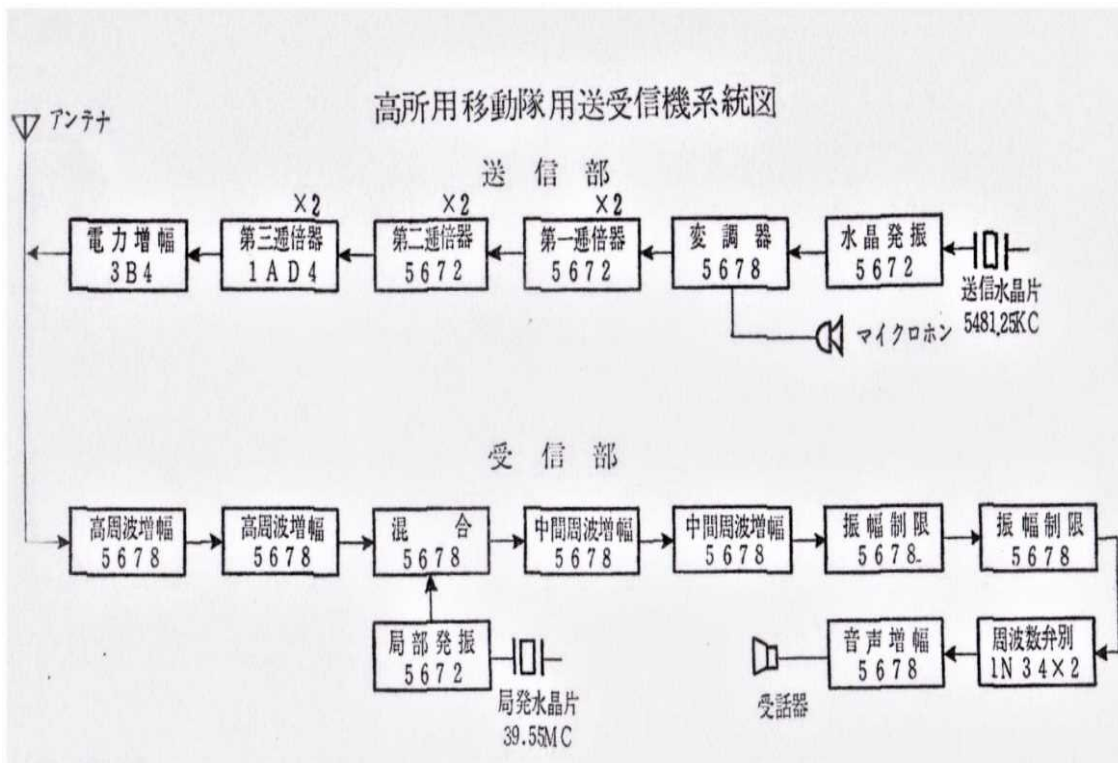 高所用移動隊用送受信機系統図
アンテナ
送信部
×2
×2
×2
電力増幅
3B4
第三逓倍器
1AD4
第二逓倍器
5672
第一逓倍器
5672
変調器
5678
水晶発振
5672
送信水晶片
5481.25KC
マイクロホン
受信部
高周波増幅
5678
高周波増幅
5678
混合
5678
中間周波増幅
5678
中間周波増幅
5678
振幅制限
5678
振幅制限
5678
局部発振
5672
局発水晶片
39.55MC
受話器
音声増幅
5678
周波数弁別
1N34×2